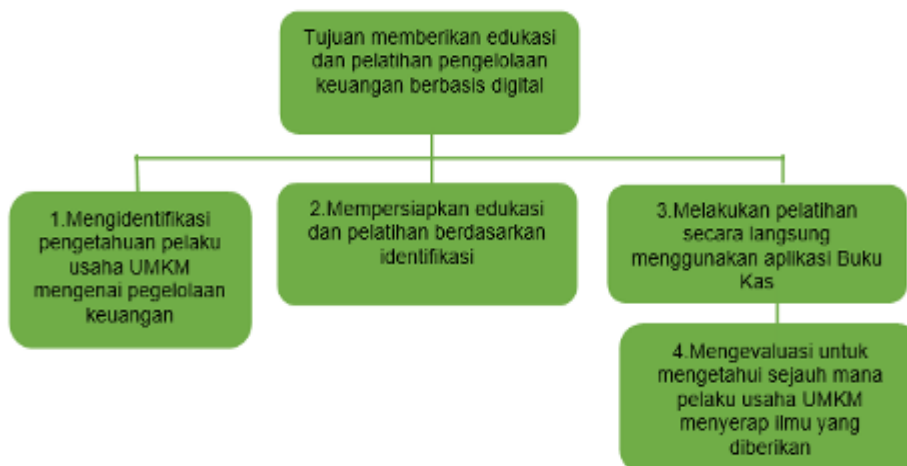 Tujuan memberikan edukasi
dan pelatihan pengelolaan
keuangan berbasis digital
1.Mengidentifikasi
pengetahuan pelaku
usaha UMKM
mengenai pegelolaan
keuangan
2.Mempersiapkan edukasi
dan pelatihan berdasarkan
identifikasi
3.Melakukan pelatihan
secara langsung
menggunakan aplikasi Buku
Kas
4.Mengevaluasi untuk
mengetahui sejauh mana
pelaku usaha UMKM
menyerap ilmu yang
diberikan